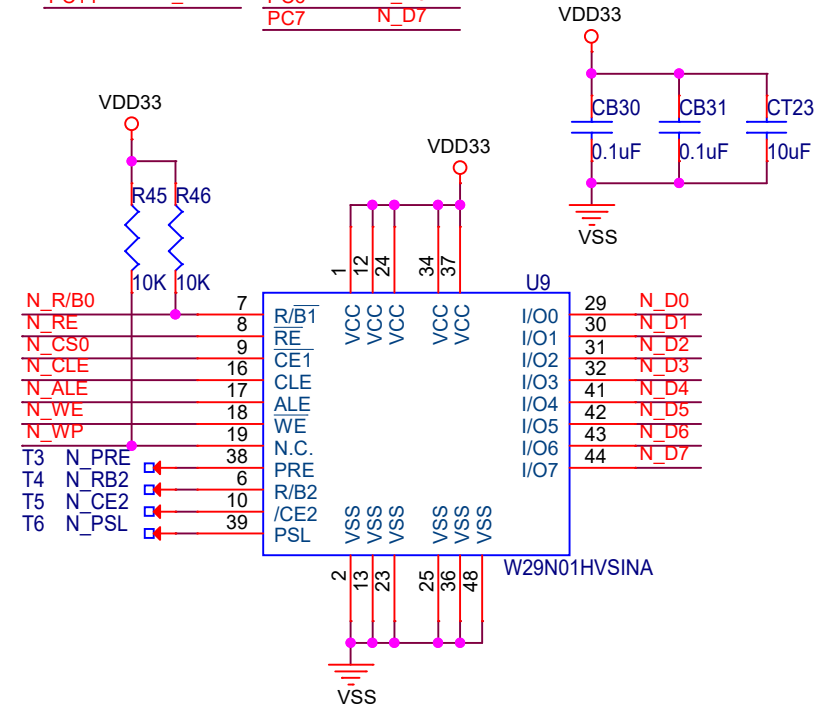 PC7 N_D7
VDD33
CB30 CB31 CT23
0.1uF 0.1uF 10uF
VSS
VDD33
R45 R46
10K 10K
VDD33
1 12 24 34 37
VCC VCC VCC VCC VCC
U9
N_R/B0 7 R/B1
N_RE 8 RE
N_CS0 9 CE1
N_CLE 16 CLE
N_ALE 17 ALE
N_WE 18 WE
N_WP 19 N.C.
T3 N_PRE 38 PRE
T4 N_RB2 6 R/B2
T5 N_CE2 10 /CE2
T6 N_PSL 39 PSL
I/O0 29 N_D0
I/O1 30 N_D1
I/O2 31 N_D2
I/O3 32 N_D3
I/O4 41 N_D4
I/O5 42 N_D5
I/O6 43 N_D6
I/O7 44 N_D7
VSS VSS VSS VSS VSS VSS
2 13 23 25 36 48
W29N01HVSINA
VSS